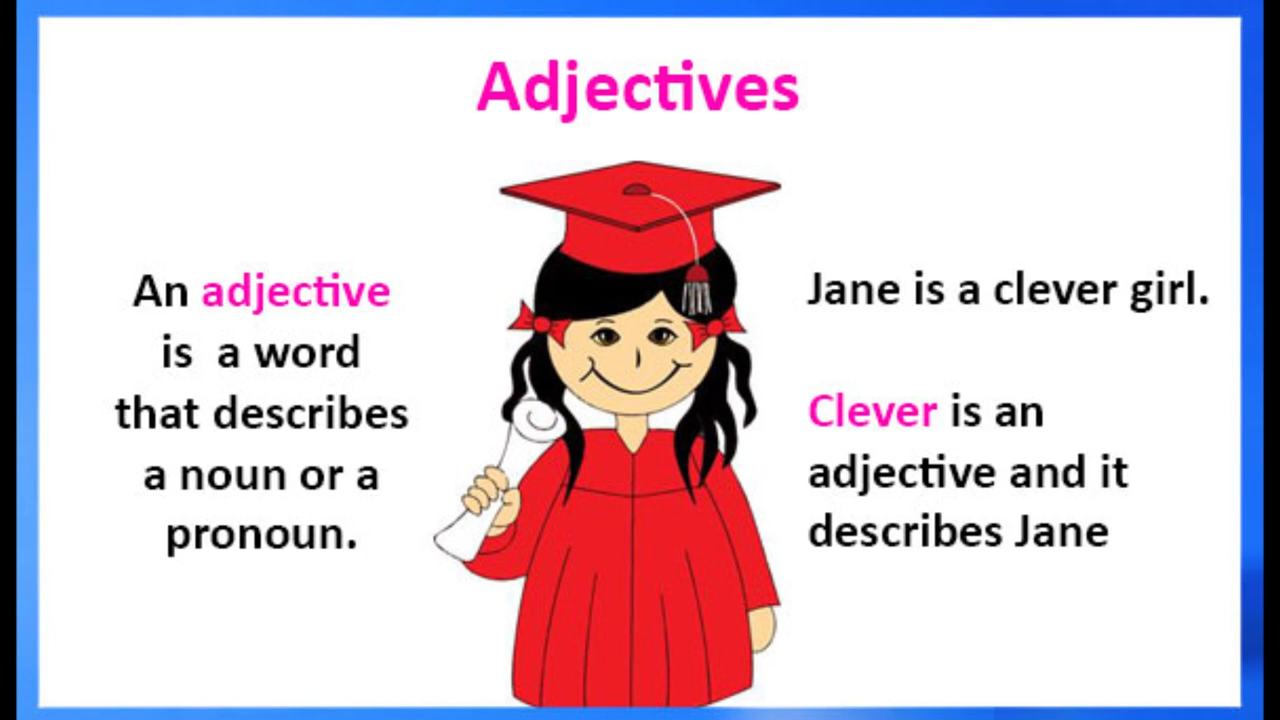 Adjectives
An adjective
is a word
that describes
a noun or a
pronoun.
Jane is a clever girl.
Clever is an
adjective and it
describes Jane